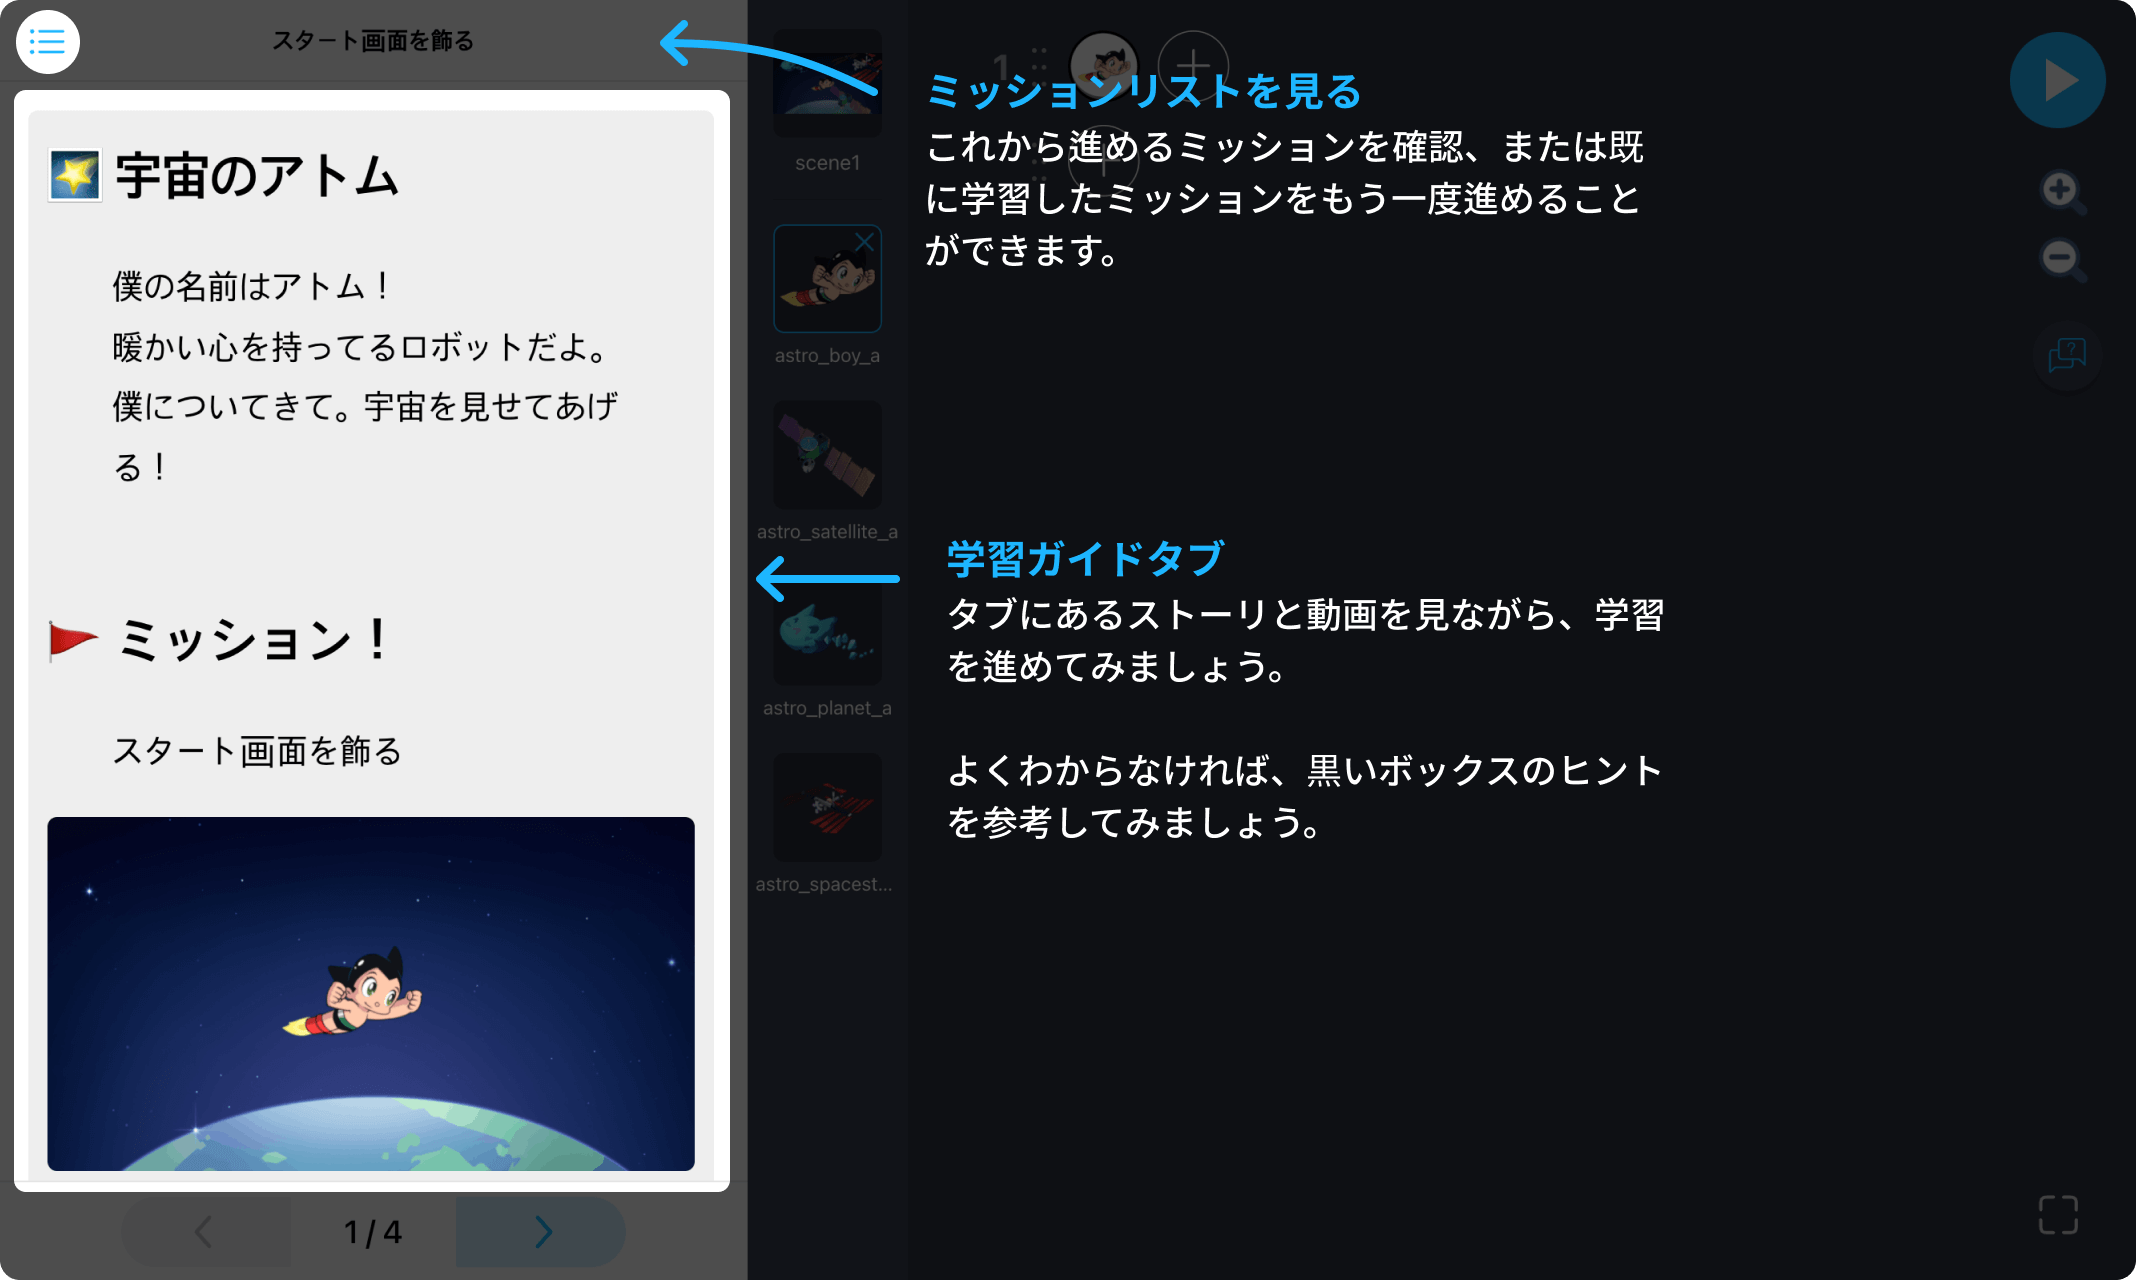 スタート画面を飾る
宇宙のアトム
僕の名前はアトム！
暖かい心を持ってるロボットだよ。
僕についてきて。宇宙を見せてあげ
る！
ミッション！
スタート画面を飾る
1 / 4
scene1
astro_boy_a
astro_satellite_a
astro_planet_a
astro_spacest...
1
ミッションリストを見る
これから進めるミッションを確認、または既
に学習したミッションをもう一度進めること
ができます。
学習ガイドタブ
タブにあるストーリと動画を見ながら、学習
を進めてみましょう。
よくわからなければ、黒いボックスのヒント
を参考してみましょう。
?